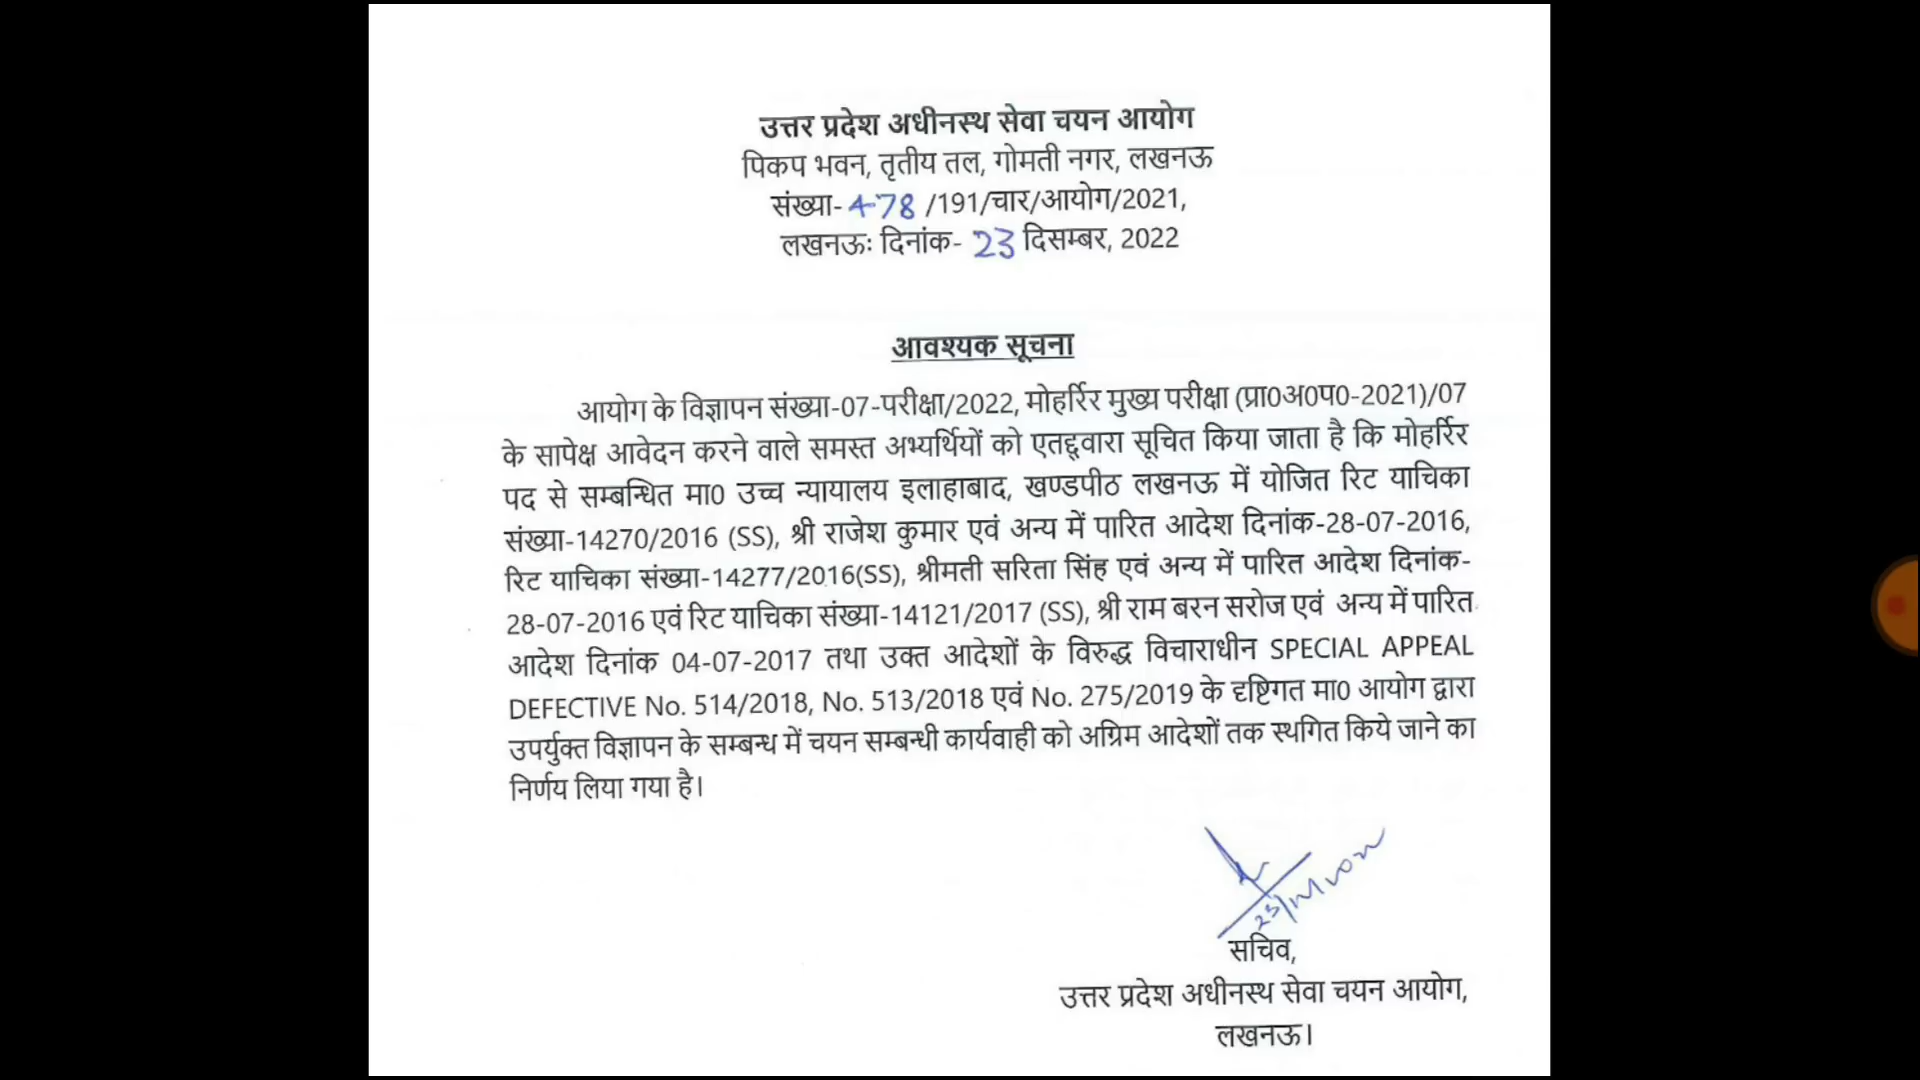 उत्तर प्रदेश अधीनस्थ सेवा चयन आयोग
पिकप भवन, तृतीय तल, गोमती नगर, लखनऊ
संख्या-478 /191/चार/आयोग/2021,
लखनऊः दिनांक- 23 दिसम्बर, 2022
आवश्यक सूचना
आयोग के विज्ञापन संख्या-07-परीक्षा/2022, मोहर्रिर मुख्य परीक्षा (प्रा0अ0प0-2021)/07
के सापेक्ष आवेदन करने वाले समस्त अभ्यर्थियों को एतद्द्वारा सूचित किया जाता है कि मोहर्रिर
पद से सम्बन्धित मा0 उच्च न्यायालय इलाहाबाद, खण्डपीठ लखनऊ में योजित रिट याचिका
संख्या-14270/2016 (SS), श्री राजेश कुमार एवं अन्य में पारित आदेश दिनांक-28-07-2016,
रिट याचिका संख्या-14277/2016(SS), श्रीमती सरिता सिंह एवं अन्य में पारित आदेश दिनांक-
28-07-2016 एवं रिट याचिका संख्या-14121/2017 (SS), श्री राम बरन सरोज एवं अन्य में पारित
आदेश दिनांक 04-07-2017 तथा उक्त आदेशों के विरुद्ध विचाराधीन SPECIAL APPEAL
DEFECTIVE No. 514/2018, No. 513/2018 एवं No. 275/2019 के दृष्टिगत मा0 आयोग द्वारा
उपर्युक्त विज्ञापन के सम्बन्ध में चयन सम्बन्धी कार्यवाही को अग्रिम आदेशों तक स्थगित किये जाने का
निर्णय लिया गया है।
सचिव,
उत्तर प्रदेश अधीनस्थ सेवा चयन आयोग,
लखनऊ।